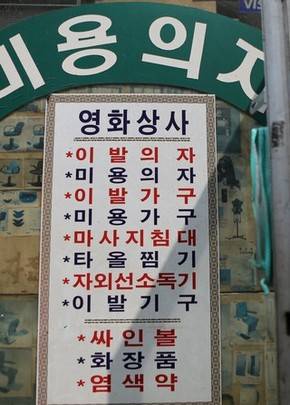 VIS
미용의자
영화상사
*이발의자
*미용의자
*이발가구
*미용가구
*마사지침대
*타올찜기
*자외선소독기
*이발기구
*싸인볼
*화장품
*염색약